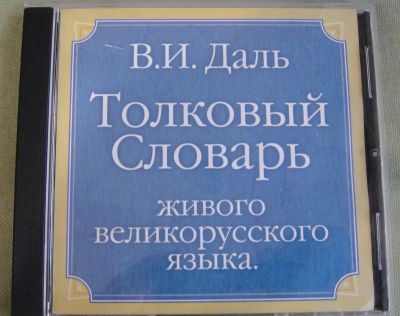 В.И. Даль
Толковый
Словарь
живого
великорусского
языка.